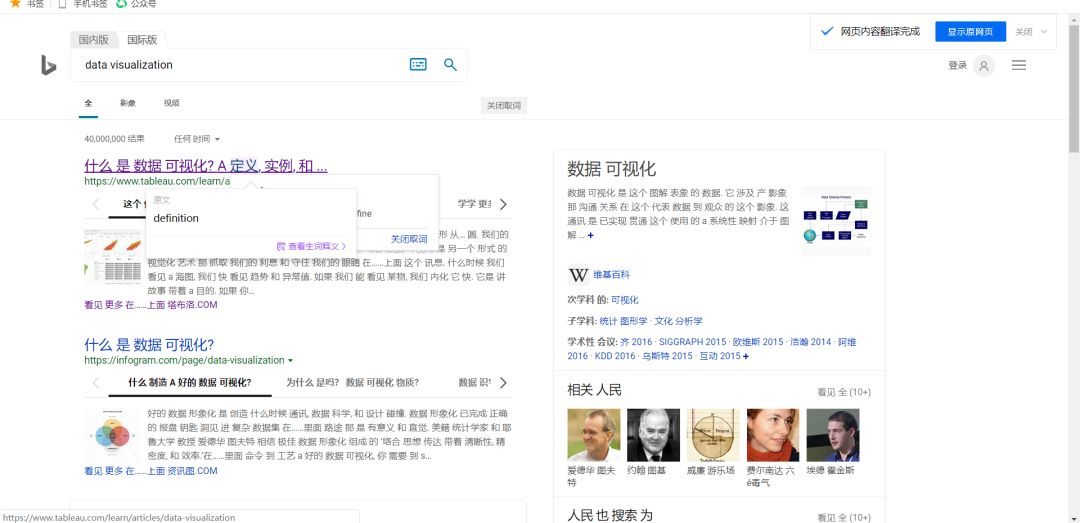 书签 手机书签 公众号
网页内容翻译完成 显示原网页 关闭
国内版 国际版
data visualization
登录
全 影象 视频
关闭取词
40,000,000 结果 任何 时间
什么 是 数据 可视化? A 定义, 实例, 和 ...
https://www.tableau.com/learn/a
原文
definition
fine
查看生词释义
关闭取词
学学 更
形 从... 圆. 我们的
是 另一个 形式 的
视觉化 艺术 那 抓取 我们的 利息 和 守住 我们的 眼睛 在……上面 这个 讯息. 什么时候 我们
看见 a 海图, 我们 快 看见 趋势 和 异常值. 如果 我们 能 看见 某物, 我们 内化 它 快. 它是 讲
故事 带着 a 目的. 如果 你...
看见 更多 在……上面 塔布洛.COM
什么 是 数据 可视化?
https://infogram.com/page/data-visualization
什么 制造 A 好的 数据 可视化? 为什么 是吗? 数据 可视化 物质? 数据
好的 数据 形象化 是 创造 什么时候 通讯, 数据 科学, 和 设计 碰撞. 数据 形象化 已完成 正确
的 报盘 钥匙 洞见 进 复杂 数据集 在……里面 路途 那 是 有意义 和 直觉. 美籍 统计学家 和 耶
鲁大学 教授 爱德华 图夫特 相信 极佳 数据 形象化 组成 的 '络合 思想 传达 带着 清晰性, 精
密度, 和 效率.'在……里面 命令 到 工艺 a 好的 数据 可视化, 你 需要 到 s...
看见 更多 在……上面 资讯图.COM
https://www.tableau.com/learn/articles/data-visualization
数据 可视化
数据 可视化 是 这个 图解 表象 的 数据. 它 涉及 产 影象
那 沟通 关系 在 这个 代表 数据 到 观众 的 这个 影象. 这
通讯 是 已实现 贯通 这个 使用 的 a 系统性 映射 介于 图
解 ... +
Data Science Process
W 维基百科
次学科 的: 可视化
子学科: 统计 图形学 · 文化 分析学
学术性 会议: 齐 2016 · SIGGRAPH 2015 · 欧维斯 2015 · 浩瀚 2014 · 阿维
2016 · KDD 2016 · 乌斯特 2015 · 互动 2015 +
相关 人民 看见 全 (10+)
爱德华 图夫特 约翰 图基 威廉 游乐场 费尔南达 六é毒气 埃德 霍金斯
人民 也 搜索 为 看见 全 (10+)